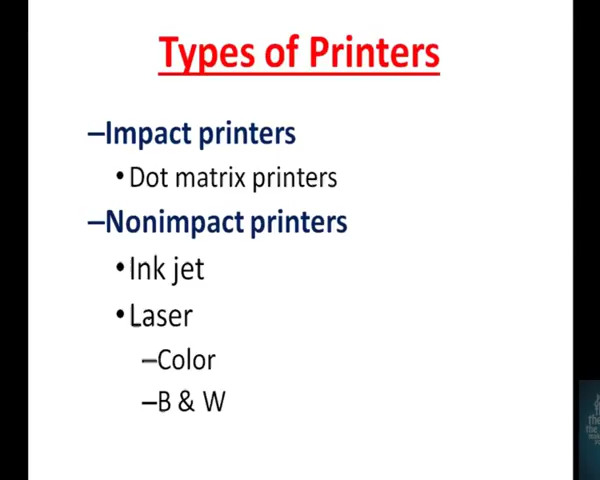 Types of Printers
–Impact printers
•Dot matrix printers
–Nonimpact printers
•Ink jet
•Laser
–Color
–B & W